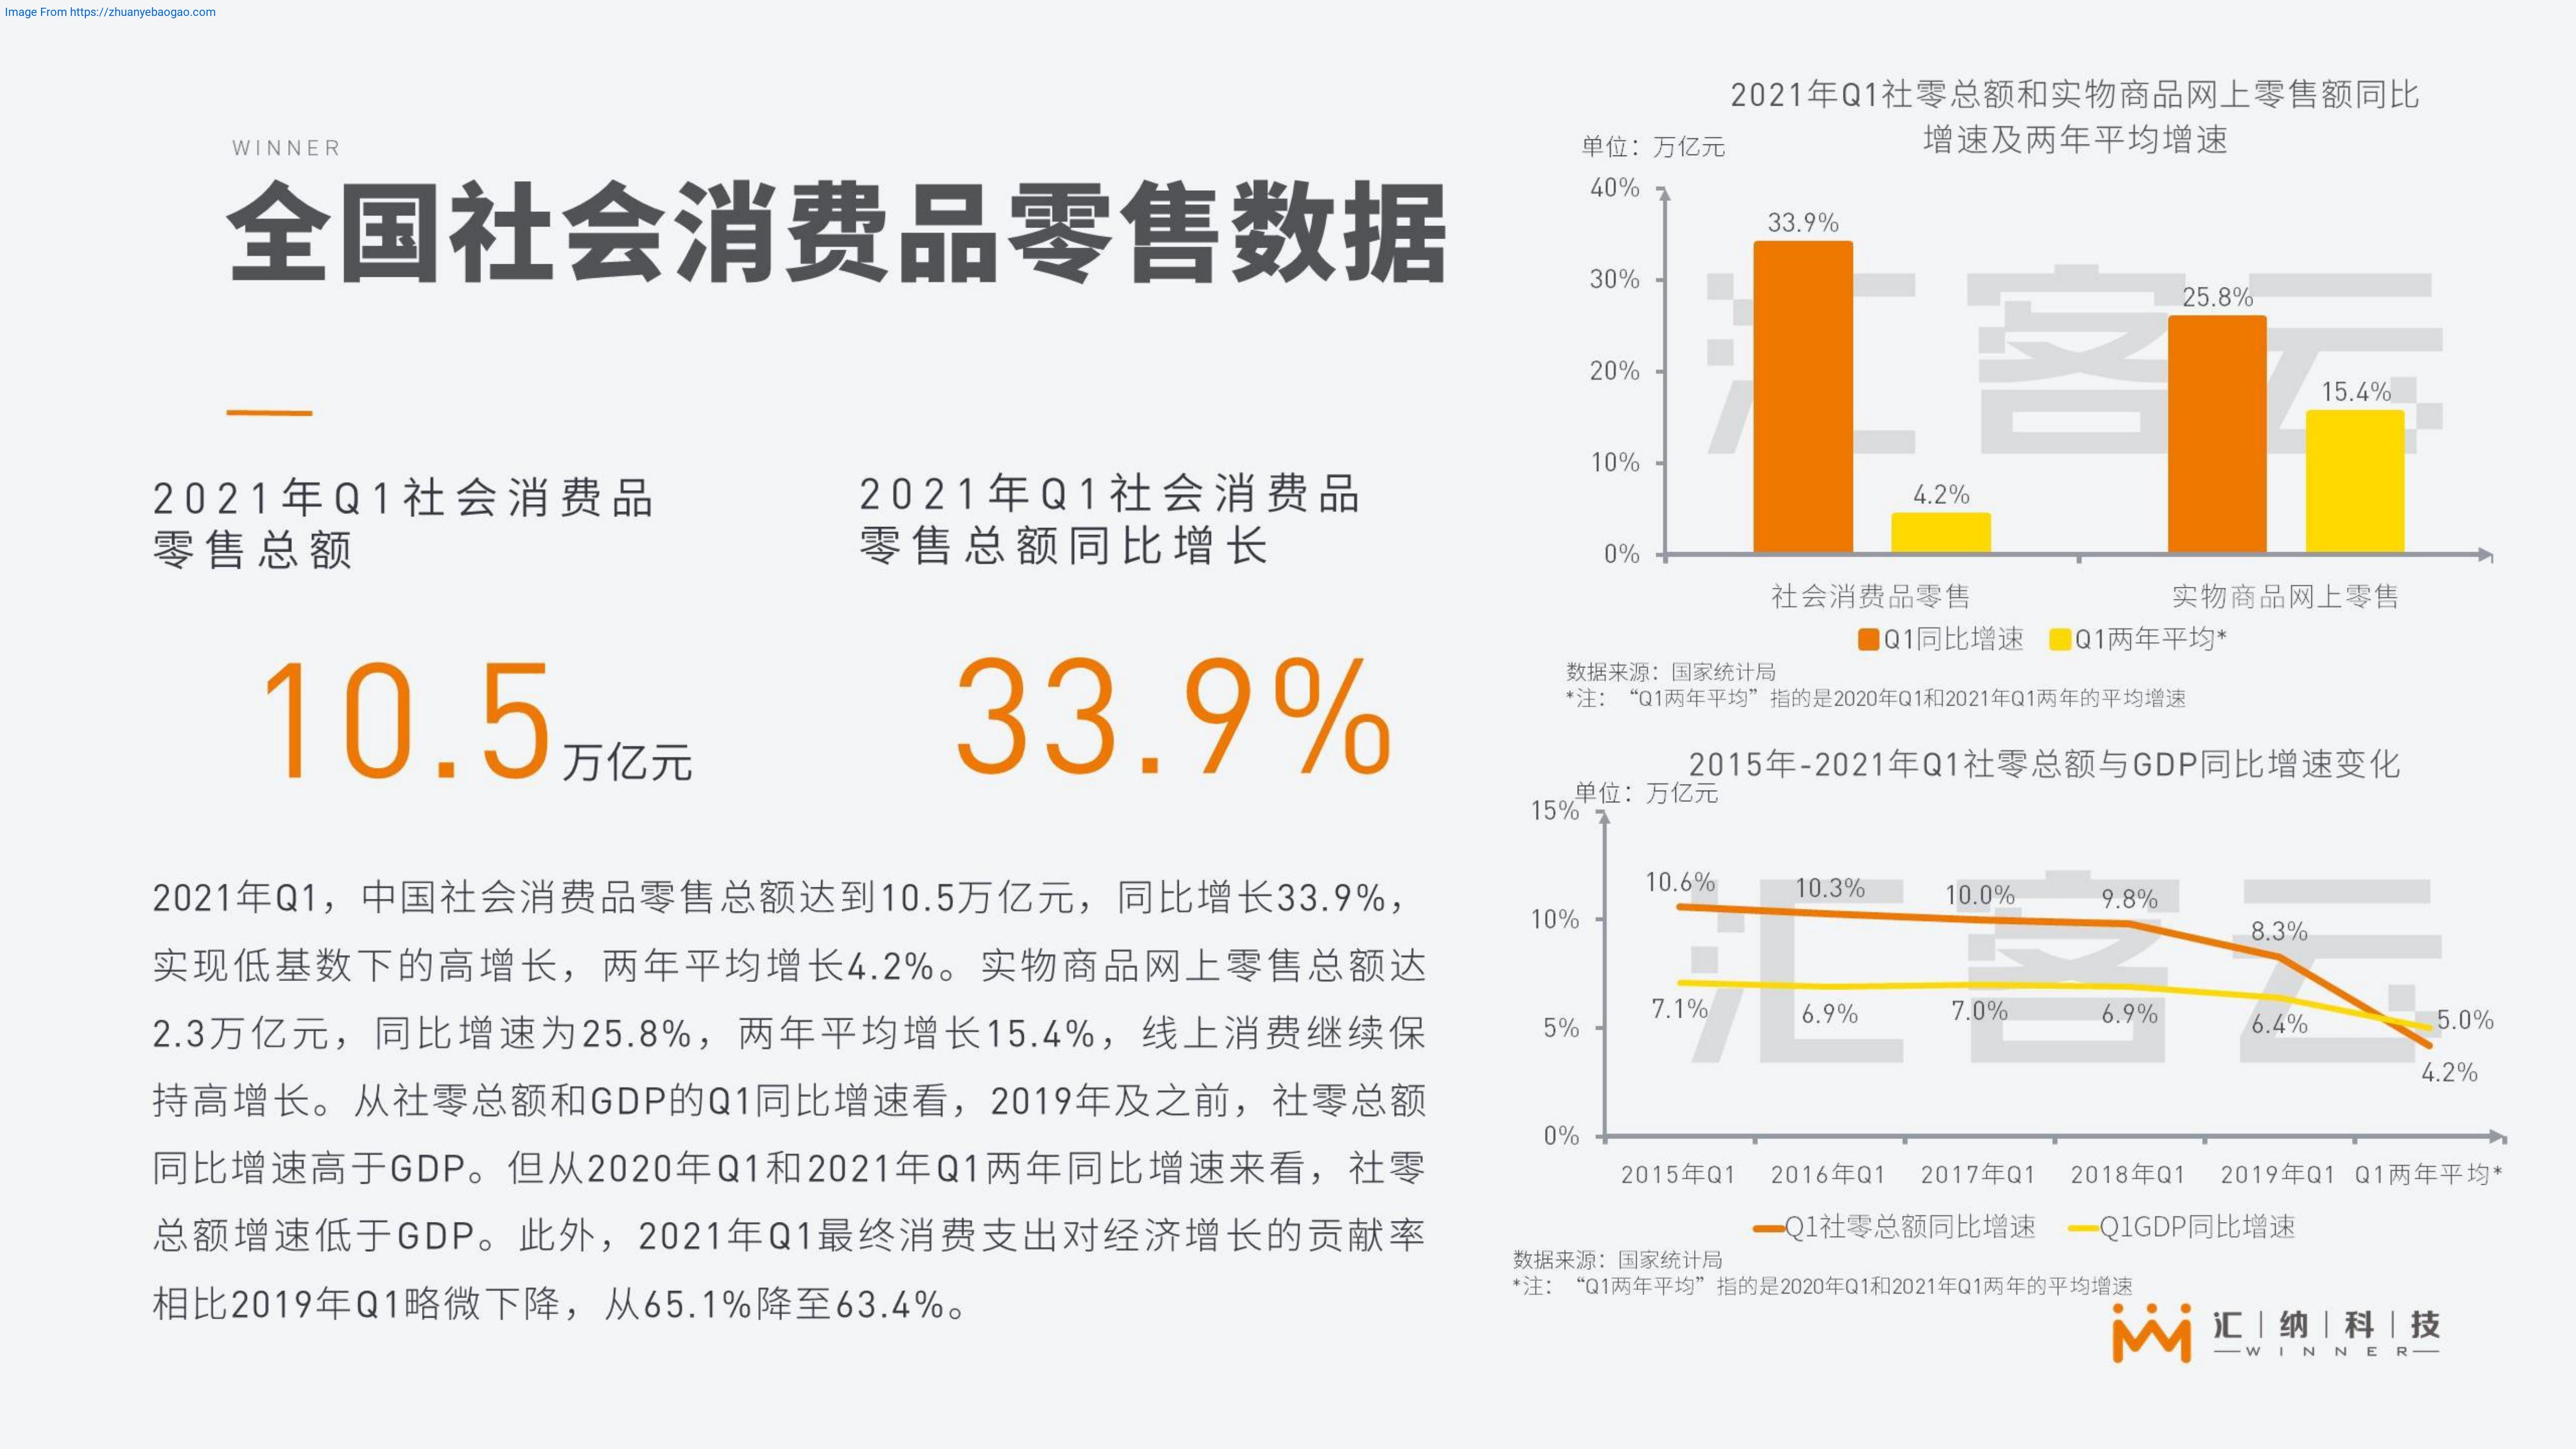 Image From https://zhuanyebaogao.com
WINNER
全国社会消费品零售数据
2021年Q1社会消费品
零售总额
10.5万亿元
2021年Q1社会消费品
零售总额同比增长
33.9%
2021年Q1，中国社会消费品零售总额达到10.5万亿元，同比增长33.9%，
实现低基数下的高增长，两年平均增长4.2%。实物商品网上零售总额达
2.3万亿元，同比增速为25.8%，两年平均增长15.4%，线上消费继续保
持高增长。从社零总额和GDP的Q1同比增速看，2019年及之前，社零总额
同比增速高于GDP。但从2020年Q1和2021年Q1两年同比增速来看，社零
总额增速低于GDP。此外，2021年Q1最终消费支出对经济增长的贡献率
相比2019年Q1略微下降，从65.1%降至63.4%。
2021年Q1社零总额和实物商品网上零售额同比
增速及两年平均增速
单位：万亿元
40%
30%
20%
10%
0%
33.9%
4.2%
25.8%
15.4%
汇客云
社会消费品零售
实物商品网上零售
Q1同比增速
Q1两年平均*
数据来源：国家统计局
*注：“Q1两年平均”指的是2020年Q1和2021年Q1两年的平均增速
2015年-2021年Q1社零总额与GDP同比增速变化
单位：万亿元
15%
10%
5%
0%
10.6%
10.3%
10.0%
9.8%
8.3%
4.2%
7.1%
6.9%
7.0%
6.9%
6.4%
5.0%
汇客云
2015年Q1
2016年Q1
2017年Q1
2018年Q1
2019年Q1
Q1两年平均*
Q1社零总额同比增速
Q1GDP同比增速
数据来源：国家统计局
*注：“Q1两年平均”指的是2020年Q1和2021年Q1两年的平均增速
汇|纳|科|技
WINNER